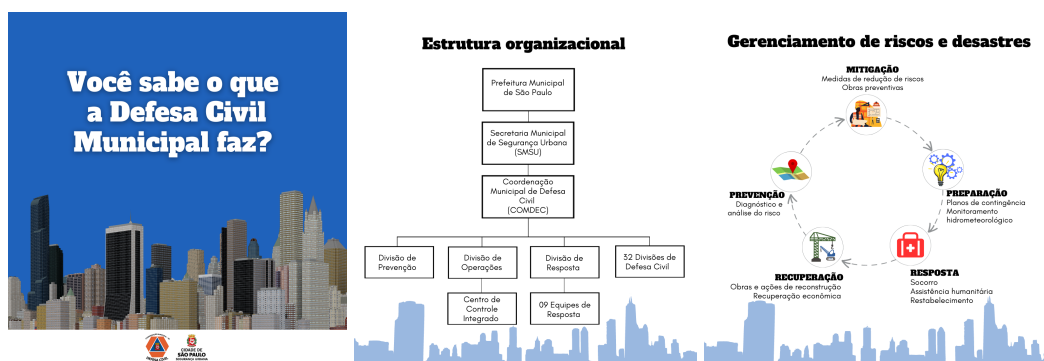 Você sabe o que
a Defesa Civil
Municipal faz?
DEFESA CIVIL
CIDADE DE
SÃO PAULO
SEGURANÇA URBANA
Estrutura organizacional
Prefeitura Municipal
de São Paulo
Secretaria Municipal
de Segurança Urbana
(SMSU)
Coordenação
Municipal de Defesa
Civil
(COMDEC)
Divisão de
Prevenção
Divisão de
Operações
Divisão de
Resposta
32 Divisões de
Defesa Civil
Centro de
Controle
Integrado
09 Equipes de
Resposta
Gerenciamento de riscos e desastres
MITIGAÇÃO
Medidas de redução de riscos
Obras preventivas
PREPARAÇÃO
Planos de contingência
Monitoramento
hidrometeorológico
RESPOSTA
Socorro
Assistência humanitária
Restabelecimento
RECUPERAÇÃO
Obras e ações de reconstrução
Recuperação econômica
PREVENÇÃO
Diagnóstico e
análise do risco